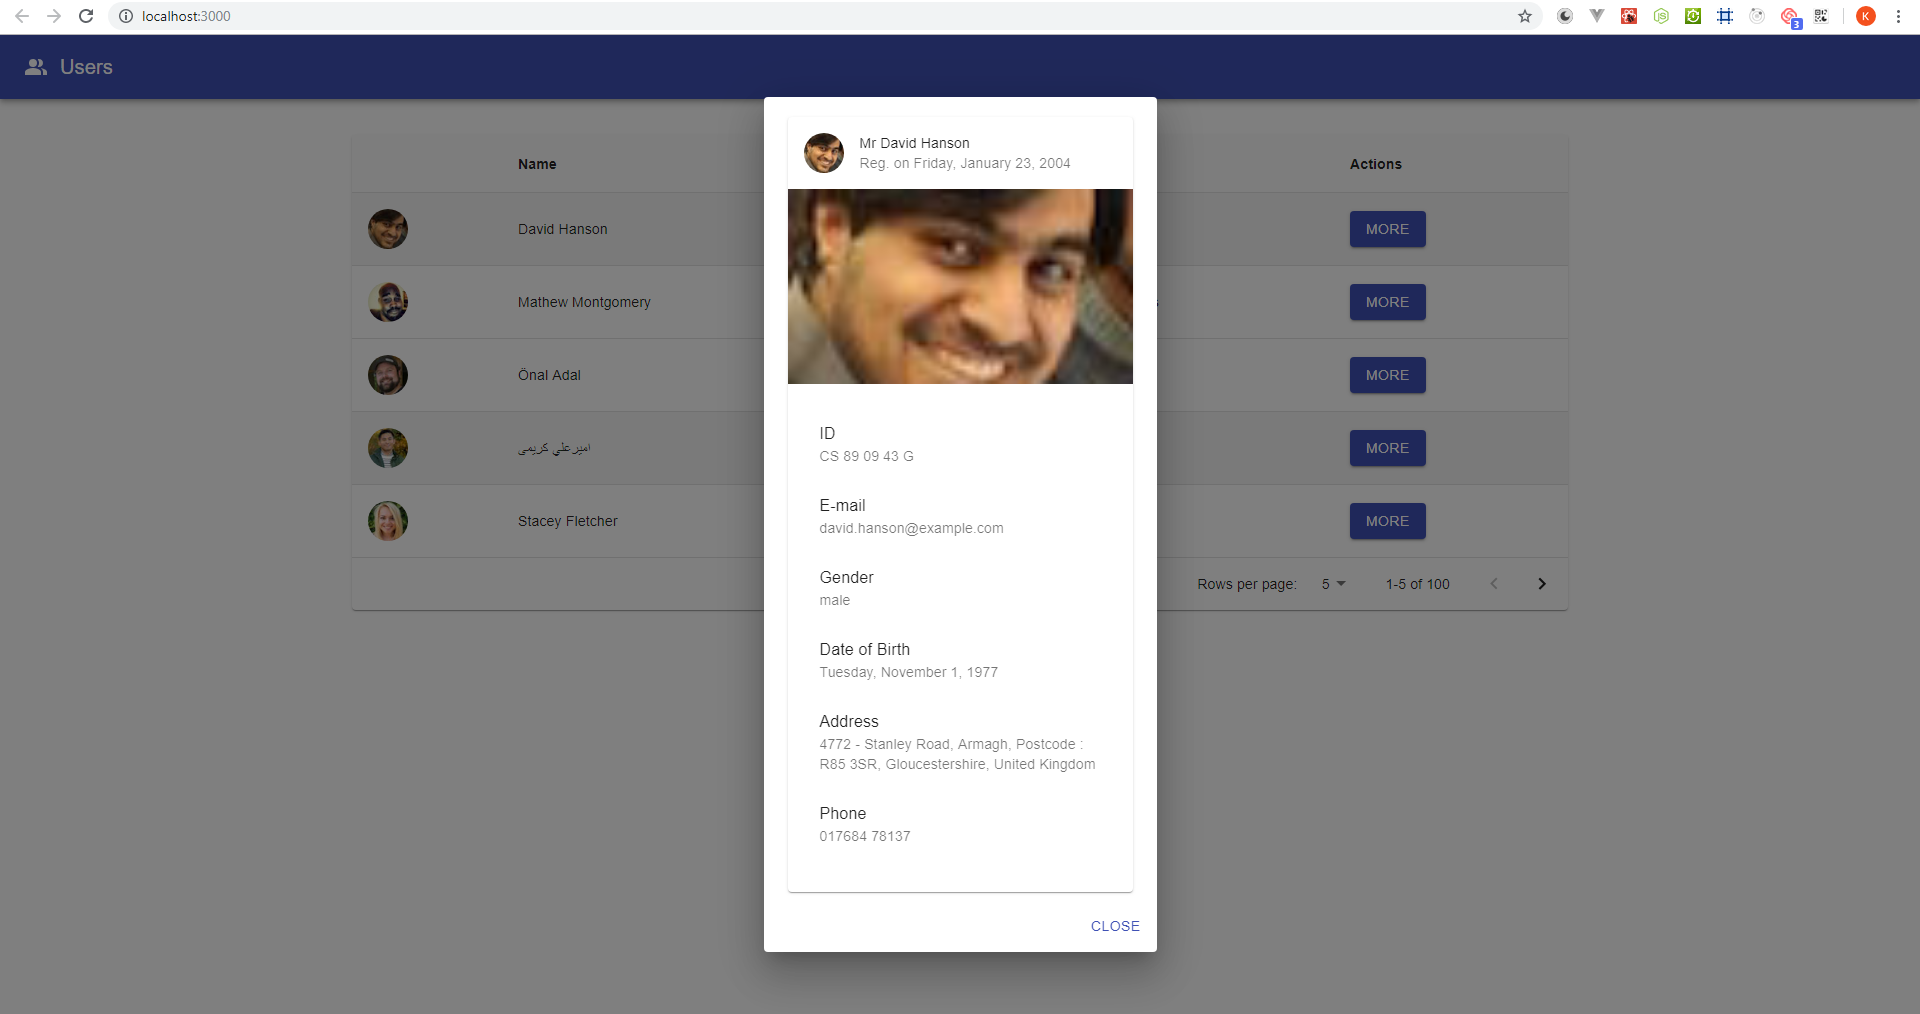 localhost:3000
3
K
Users
Name
Actions
David Hanson
MORE
Mathew Montgomery
MORE
Önal Adal
MORE
امیرعلي کریمی
MORE
Stacey Fletcher
MORE
Rows per page:
5
1-5 of 100
Mr David Hanson
Reg. on Friday, January 23, 2004
ID
CS 89 09 43 G
E-mail
david.hanson@example.com
Gender
male
Date of Birth
Tuesday, November 1, 1977
Address
4772 - Stanley Road, Armagh, Postcode :
R85 3SR, Gloucestershire, United Kingdom
Phone
017684 78137
CLOSE